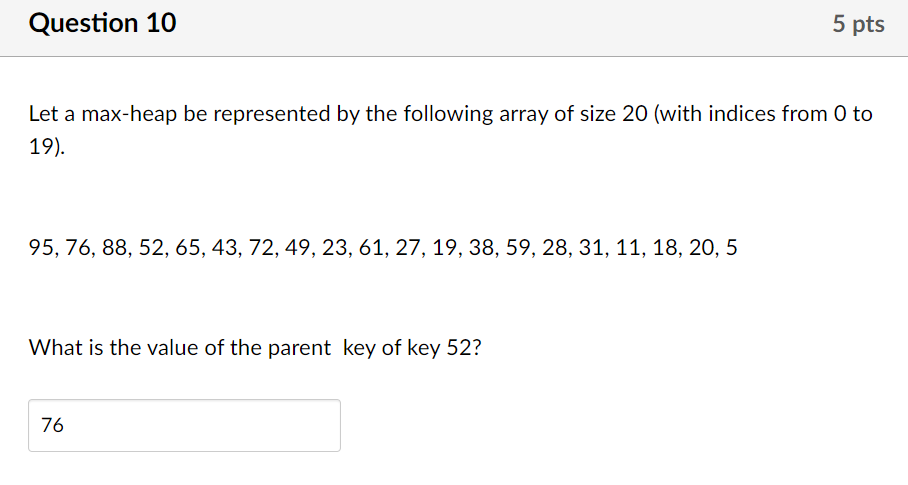 Question 10
5 pts
Let a max-heap be represented by the following array of size 20 (with indices from 0 to
19).
95, 76, 88, 52, 65, 43, 72, 49, 23, 61, 27, 19, 38, 59, 28, 31, 11, 18, 20, 5
What is the value of the parent  key of key 52?
76